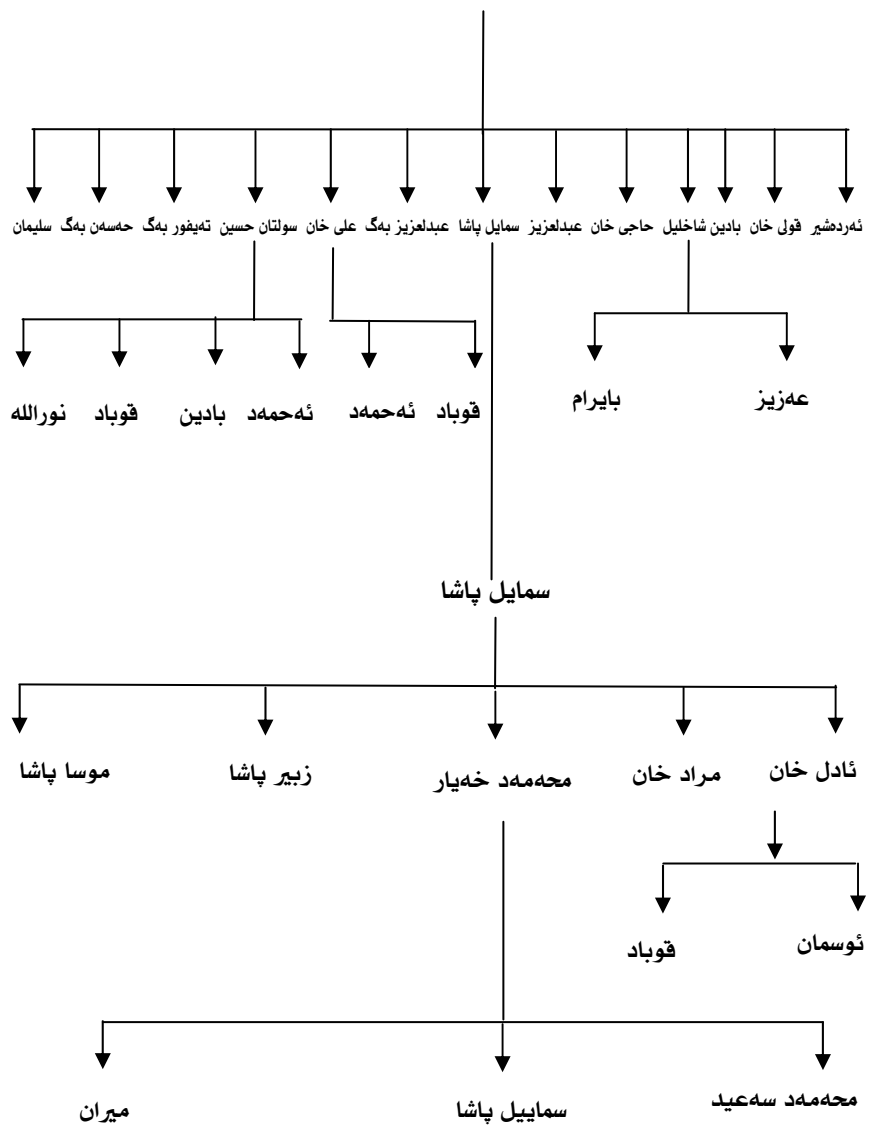 ئەردەشیر قولی خان بادین شاخلیل حاجی خان عبدلعزیز سمایل پاشا عبدلعزیز بەگ علی خان سولتان حسین تەیفور بەگ حەسەن بەگ سلیمان
عەزیز بایرام قوباد ئەحمەد ئەحمەد بادین قوباد نورالله
سمایل پاشا
ئادل خان مراد خان محەمەد خەیار زبیر پاشا موسا پاشا
ئوسمان قوباد
محەمەد سەعید سماییل پاشا میران